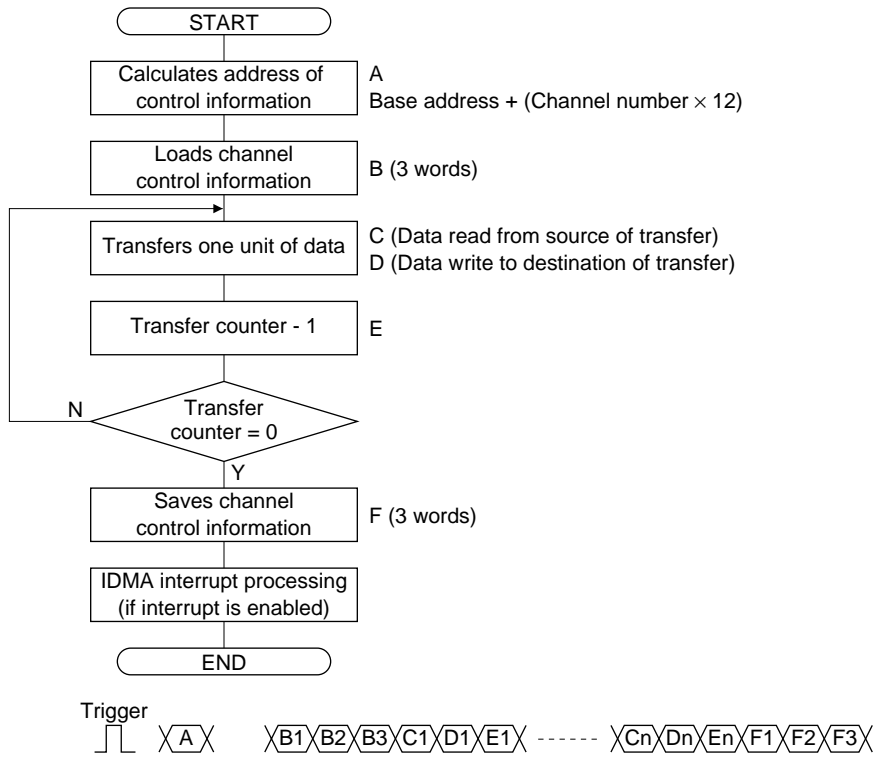 START
Calculates address of
control information
A
Base address + (Channel number × 12)
Loads channel
control information
B (3 words)
Transfers one unit of data
C (Data read from source of transfer)
D (Data write to destination of transfer)
Transfer counter - 1
E
N
Transfer
counter = 0
Y
Saves channel
control information
F (3 words)
IDMA interrupt processing
(if interrupt is enabled)
END
Trigger
A B1 B2 B3 C1 D1 E1 Cn Dn En F1 F2 F3